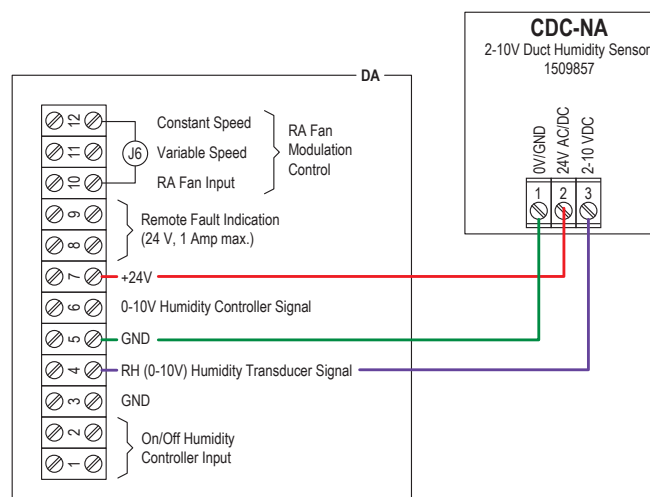 CDC-NA
2-10V Duct Humidity Sensor
1509857
0V/GND
24V AC/DC
2-10 VDC
1 2 3
DA
12 Constant Speed
11 Variable Speed
10 RA Fan Input
J6
RA Fan
Modulation
Control
9
8
Remote Fault Indication
(24 V, 1 Amp max.)
7 +24V
6 0-10V Humidity Controller Signal
5 GND
4 RH (0-10V) Humidity Transducer Signal
3 GND
2
1
On/Off Humidity
Controller Input